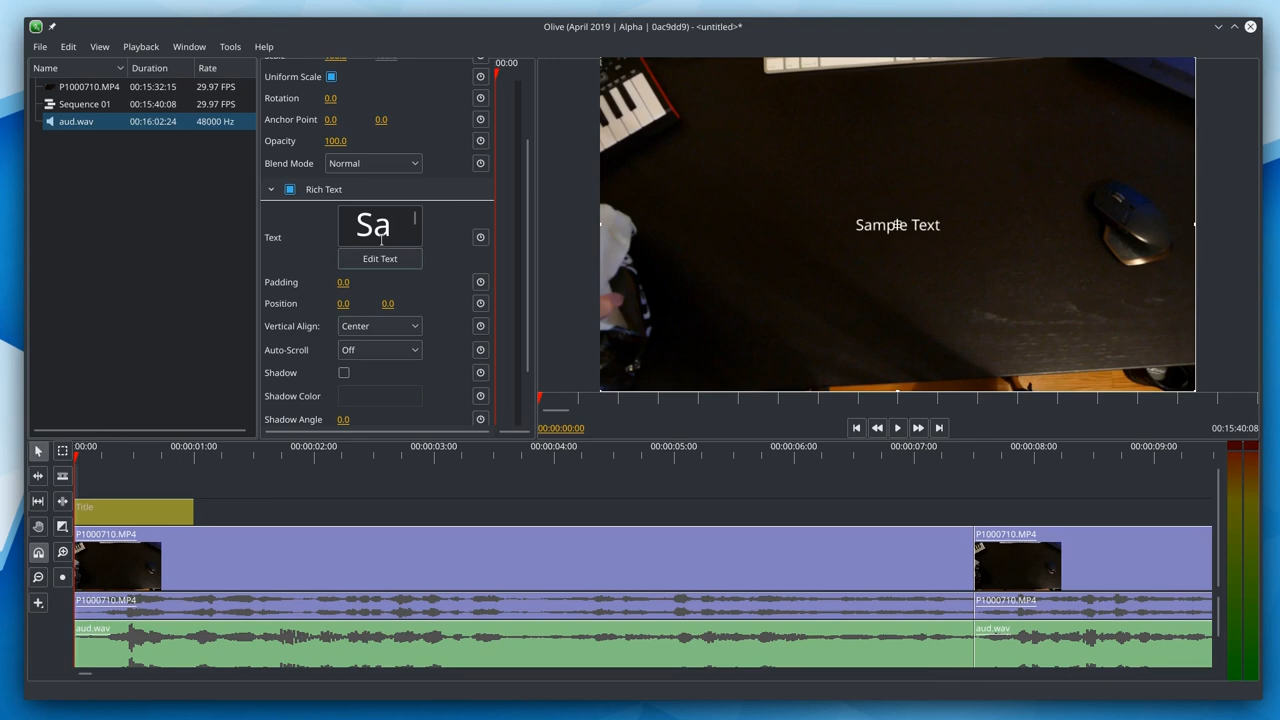 Olive (April 2019 | Alpha | 0ac9dd9) - <untitled>*
File Edit View Playback Window Tools Help
Name Duration Rate
P1000710.MP4 00:15:32:15 29.97 FPS
Sequence 01 00:15:40:08 29.97 FPS
aud.wav 00:16:02:24 48000 Hz
00:00
Uniform Scale
Rotation 0.0
Anchor Point 0.0 0.0
Opacity 100.0
Blend Mode Normal
Rich Text
Text Sa
Edit Text
Padding 0.0
Position 0.0 0.0
Vertical Align: Center
Auto-Scroll Off
Shadow
Shadow Color
Shadow Angle 0.0
Sample Text
00:00:00:00 00:15:40:08
00:00 00:00:01:00 00:00:02:00 00:00:03:00 00:00:04:00 00:00:05:00 00:00:06:00 00:00:07:00 00:00:08:00 00:00:09:00
Title
P1000710.MP4 P1000710.MP4
P1000710.MP4 P1000710.MP4
aud.wav aud.wav